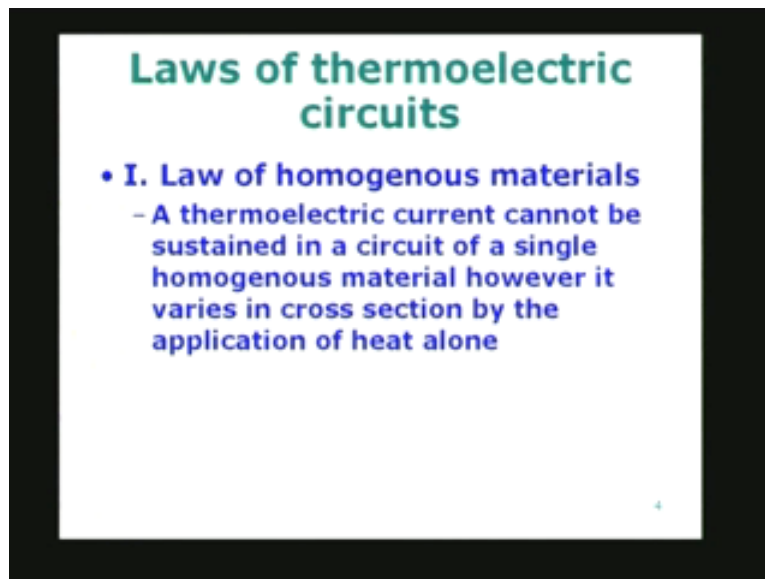 Laws of thermoelectric
circuits
• I. Law of homogenous materials
– A thermoelectric current cannot be
sustained in a circuit of a single
homogenous material however it
varies in cross section by the
application of heat alone
4